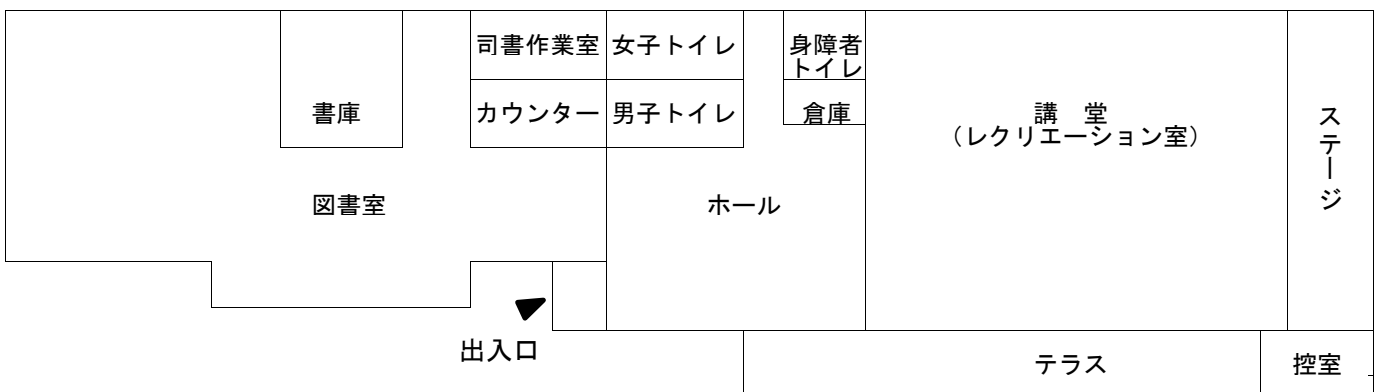 司書作業室
女子トイレ
身障者
トイレ
書庫
カウンター
男子トイレ
倉庫
講 堂
（レクリエーション室）
ステージ
図書室
ホール
出入口
テラス
控室